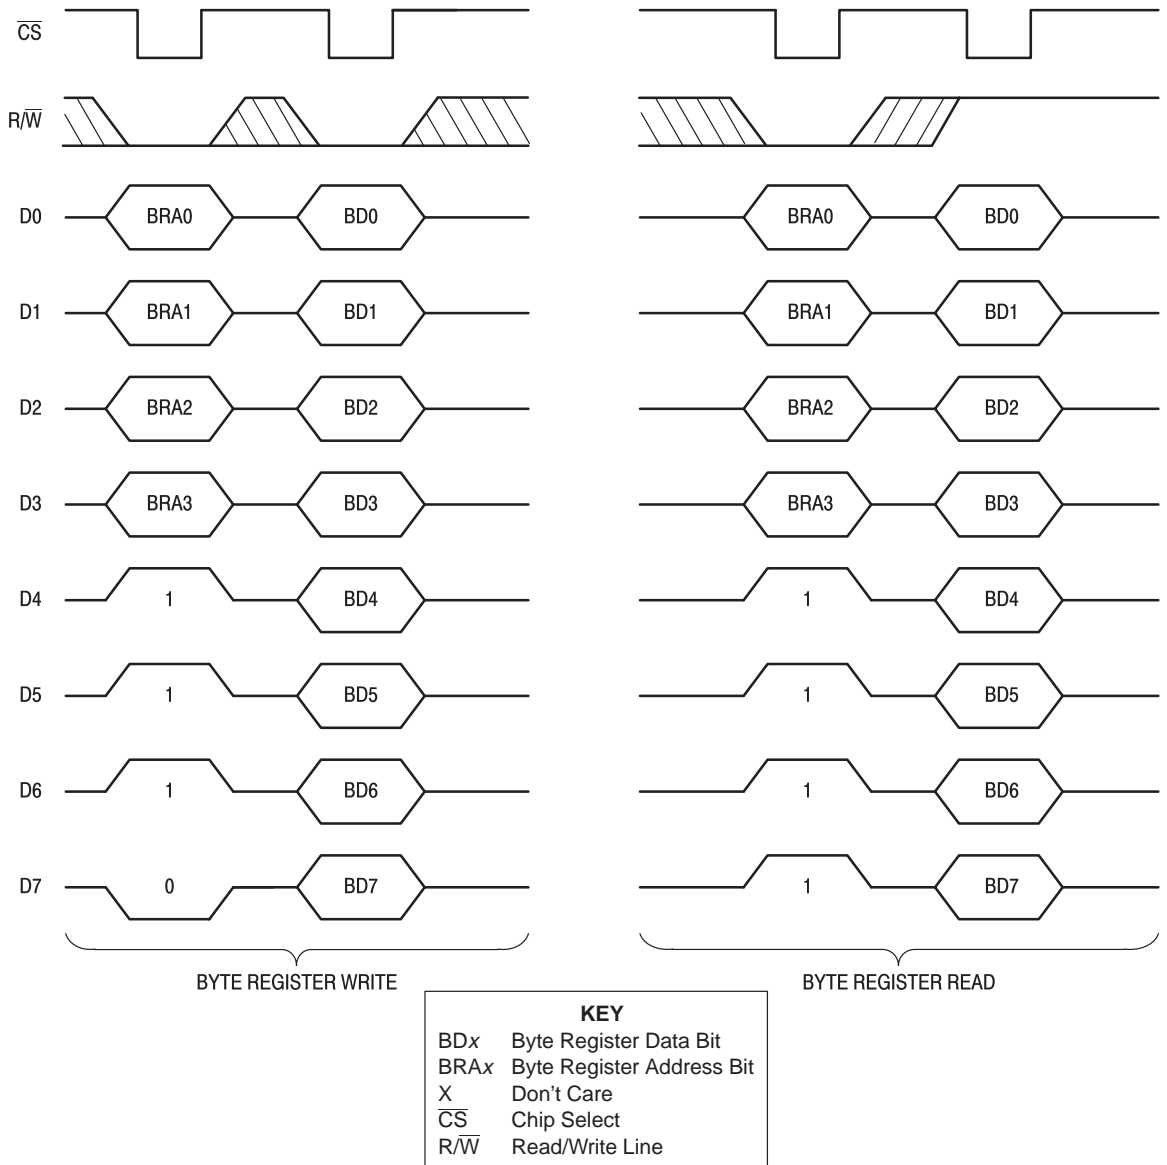 CS
R/W
D0 BRA0 BD0 BRA0 BD0
D1 BRA1 BD1 BRA1 BD1
D2 BRA2 BD2 BRA2 BD2
D3 BRA3 BD3 BRA3 BD3
D4 1 BD4 1 BD4
D5 1 BD5 1 BD5
D6 1 BD6 1 BD6
D7 0 BD7 1 BD7
BYTE REGISTER WRITE BYTE REGISTER READ
KEY
BDx Byte Register Data Bit
BRAx Byte Register Address Bit
X Don't Care
CS Chip Select
R/W Read/Write Line